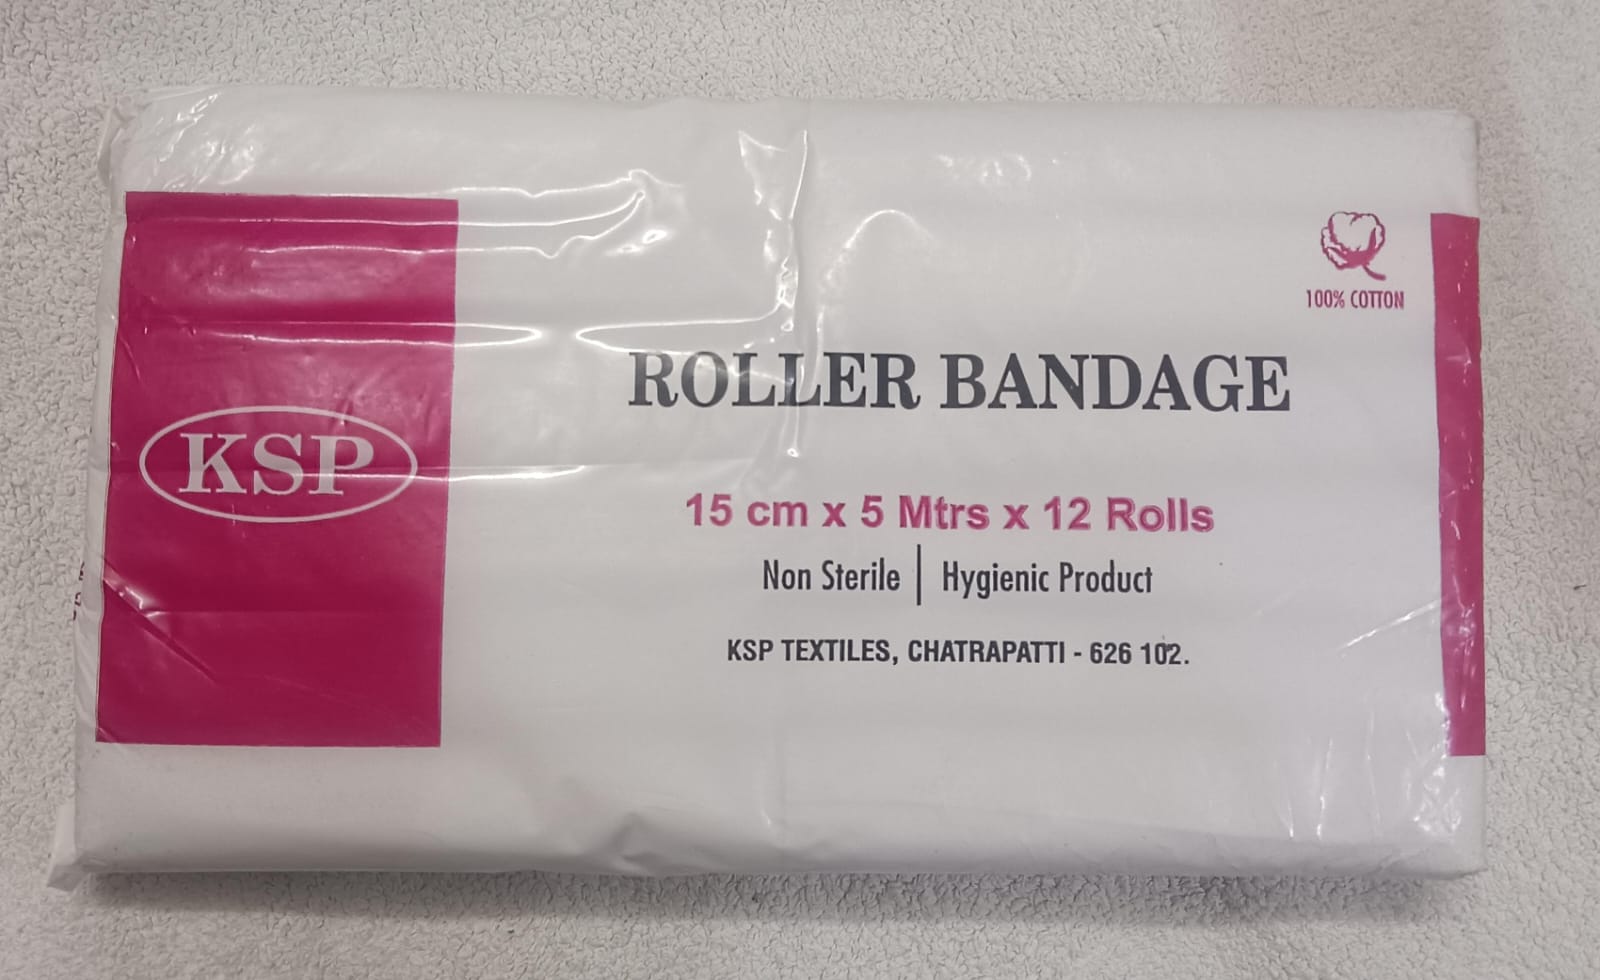 KSP
100% COTTON
ROLLER BANDAGE
15 cm x 5 Mtrs x 12 Rolls
Non Sterile | Hygienic Product
KSP TEXTILES, CHATRAPATTI - 626 102.